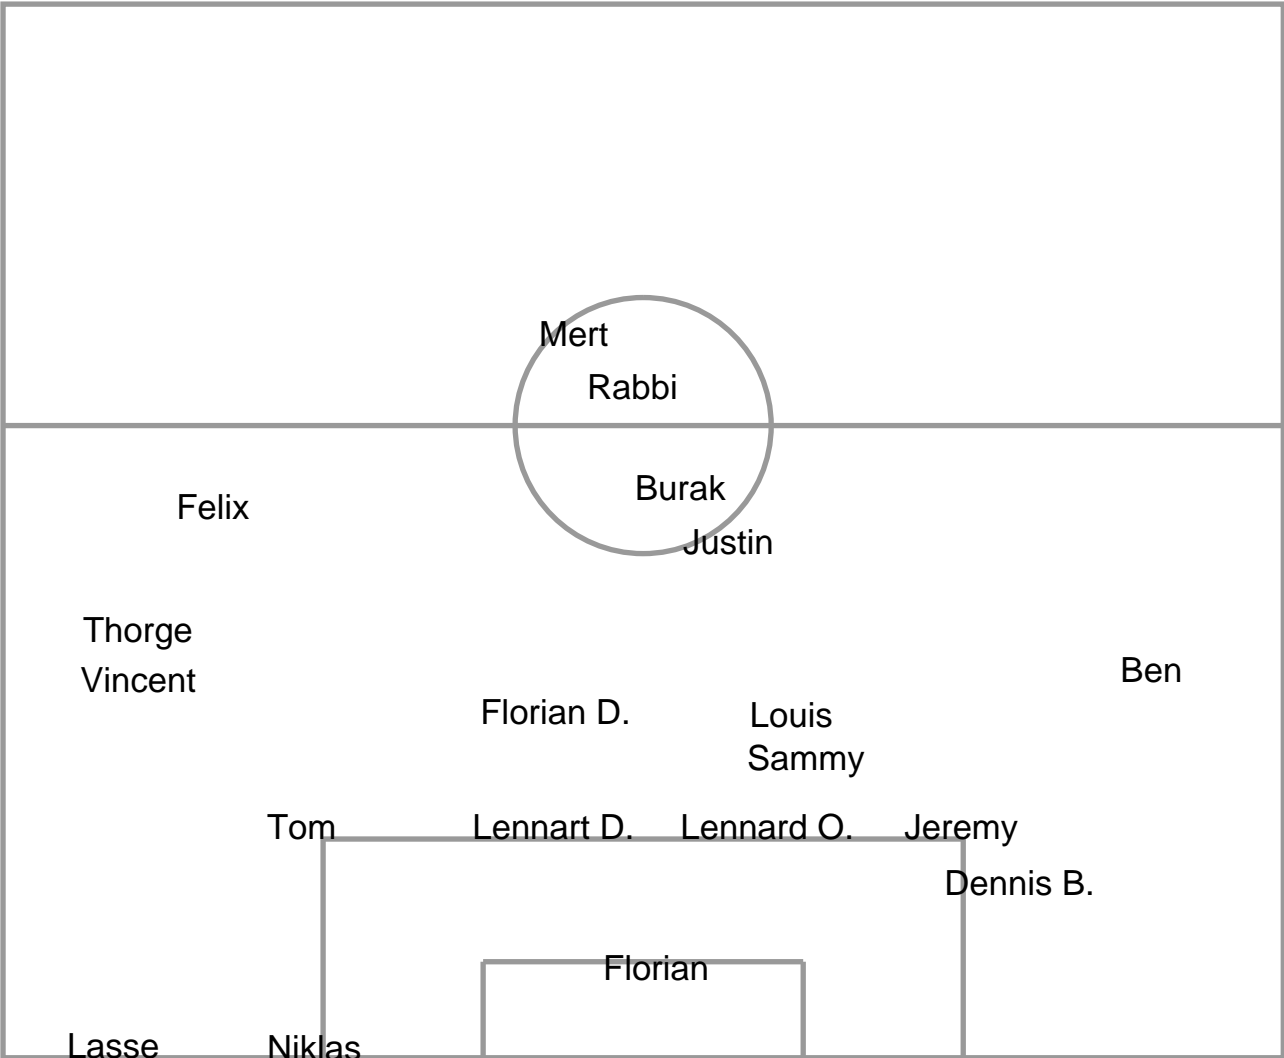 Mert
Rabbi
Burak
Felix
Justin
Thorge
Vincent
Ben
Florian D.
Louis
Sammy
Tom
Lennart D.
Lennard O.
Jeremy
Dennis B.
Florian
Lasse
Niklas